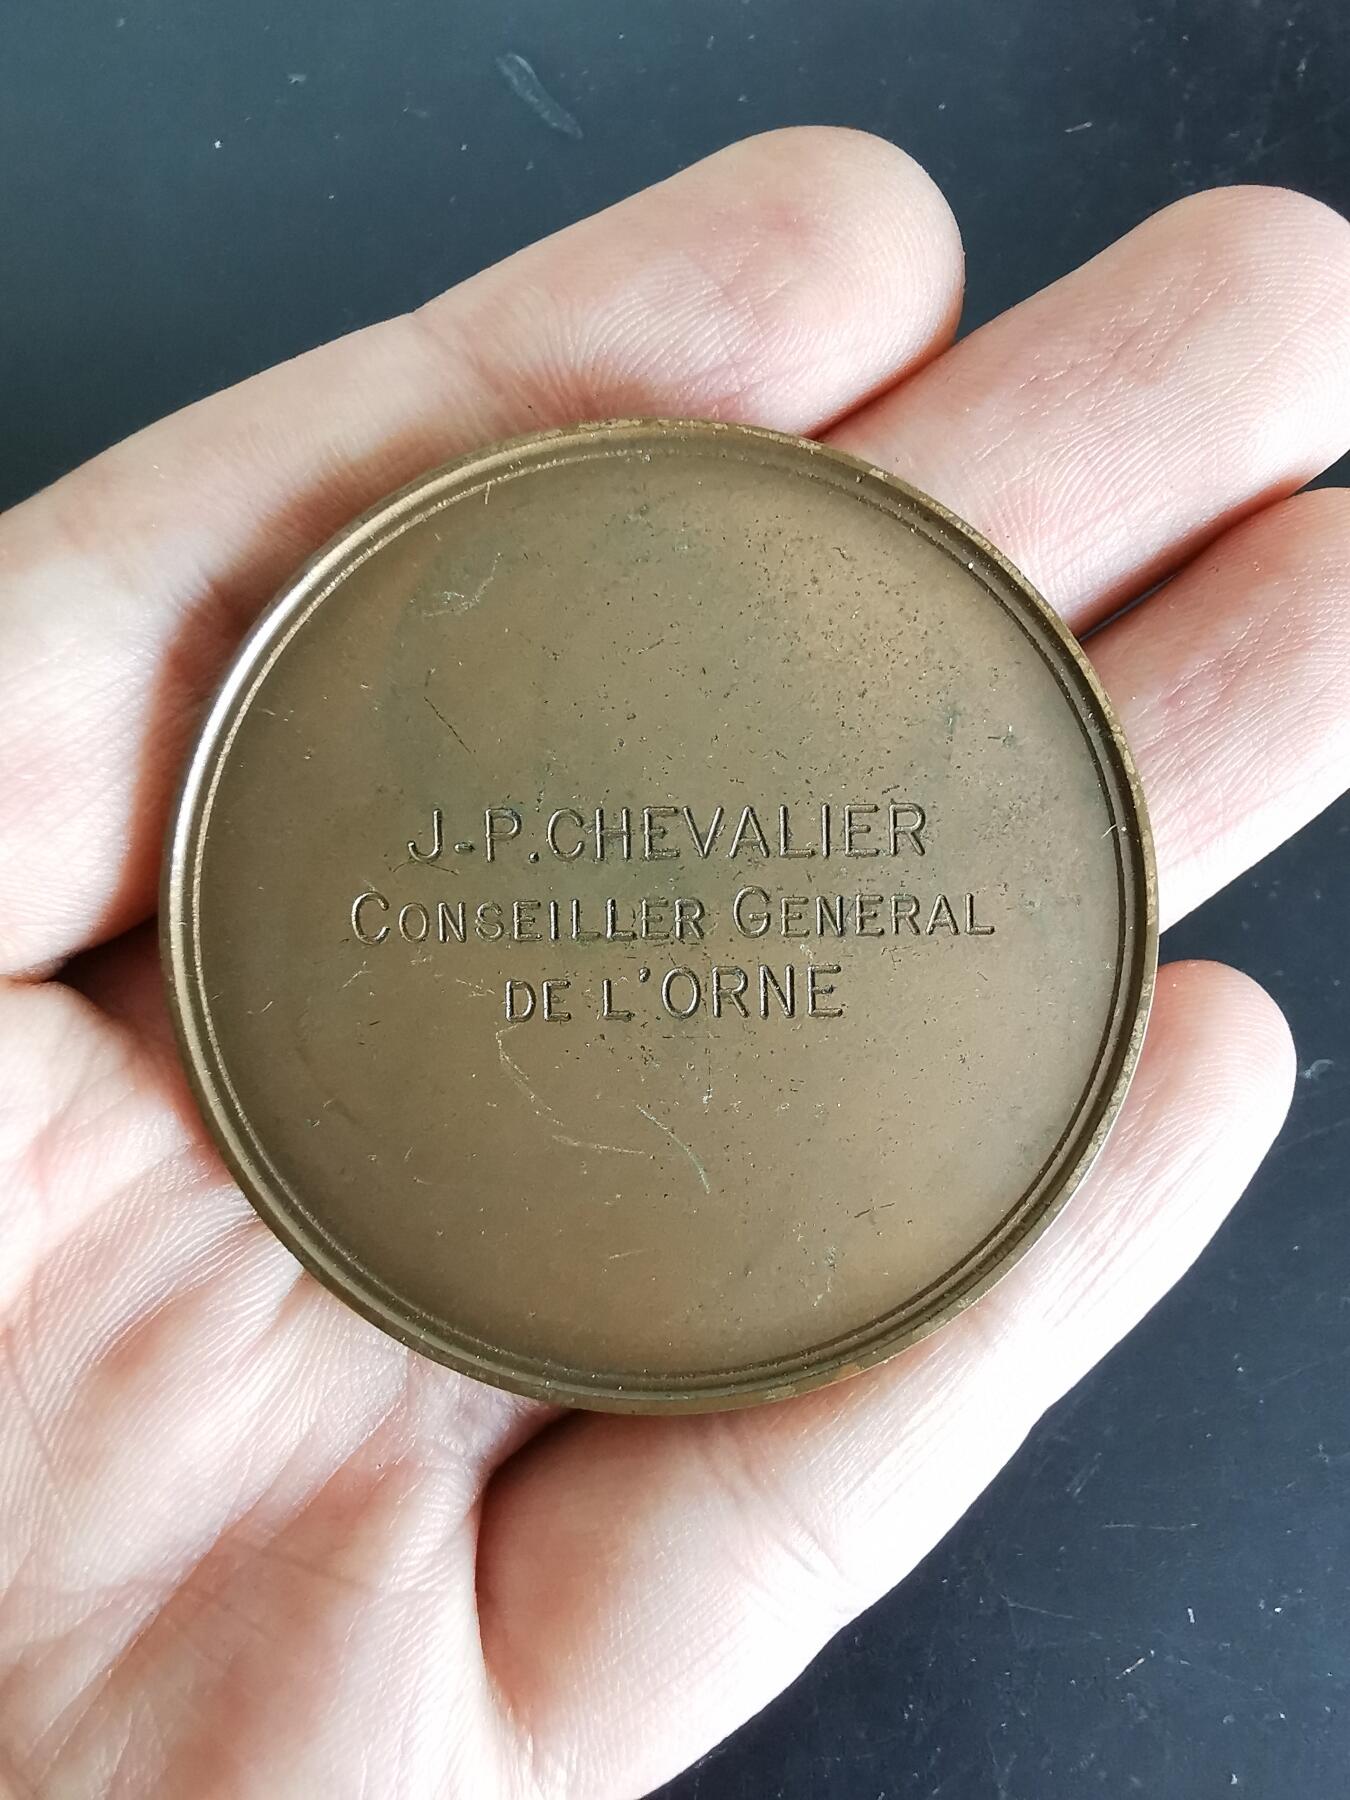 J-P.CHEVALIER
CONSEILLER GENERAL
DE L'ORNE